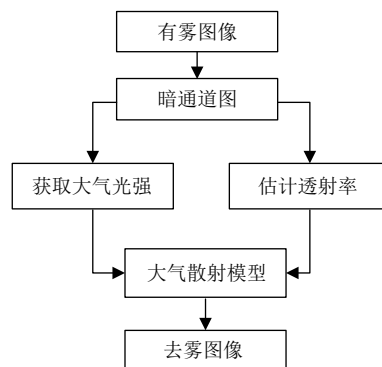 有雾图像
暗通道图
获取大气光强
估计透射率
大气散射模型
去雾图像